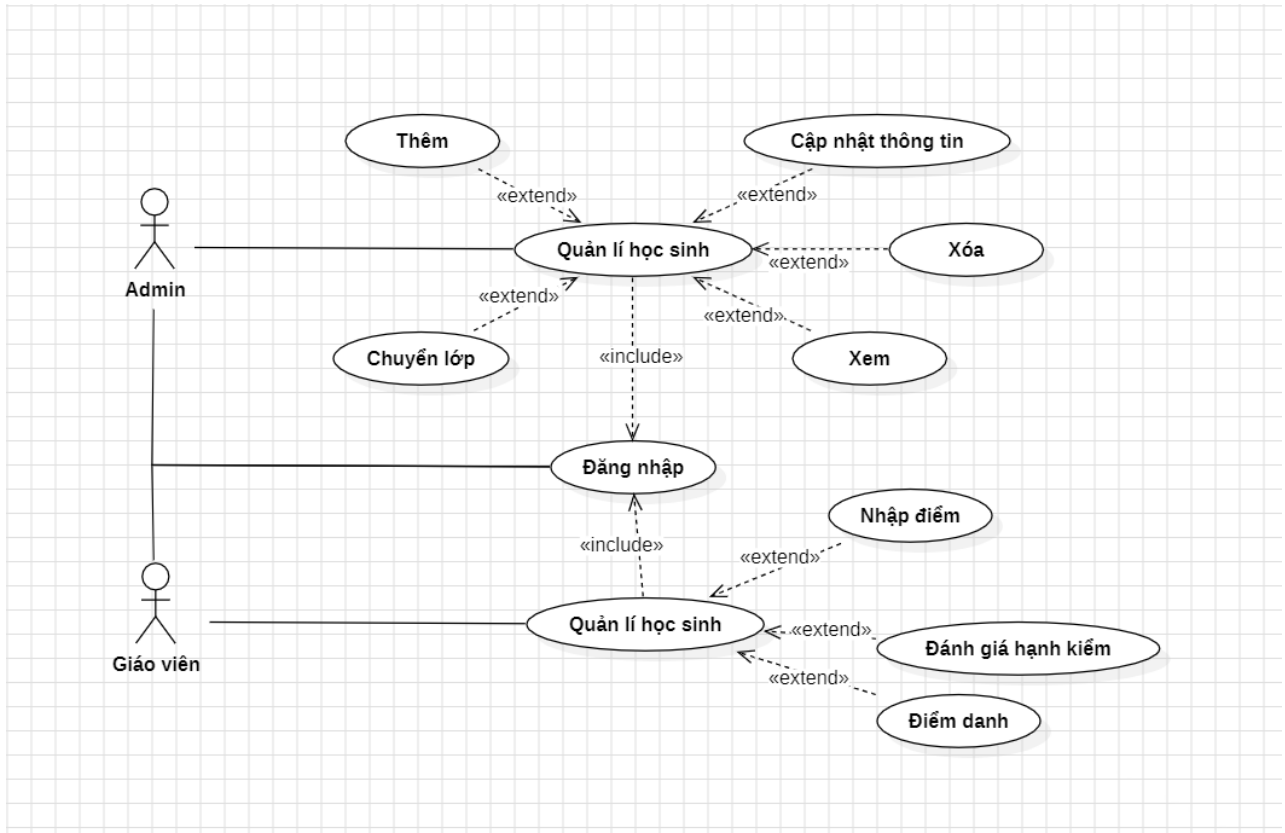 Thêm
Cập nhật thông tin
«extend»
«extend»
Quản lí học sinh
Xóa
«extend»
Admin
«extend»
«extend»
Chuyển lớp
«include»
Xem
Đăng nhập
Nhập điểm
«include»
«extend»
Quản lí học sinh
«extend»
Đánh giá hạnh kiểm
Giáo viên
«extend»
Điểm danh